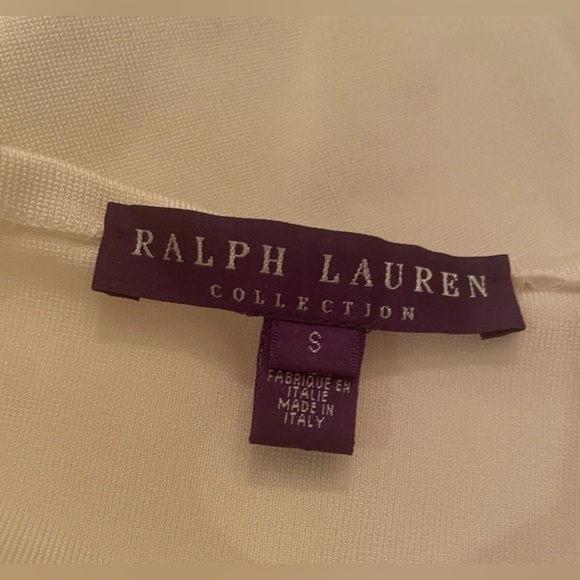 RALPH LAUREN
COLLECTION
S
FABRIQUÉ EN
ITALIE
MADE IN
ITALY